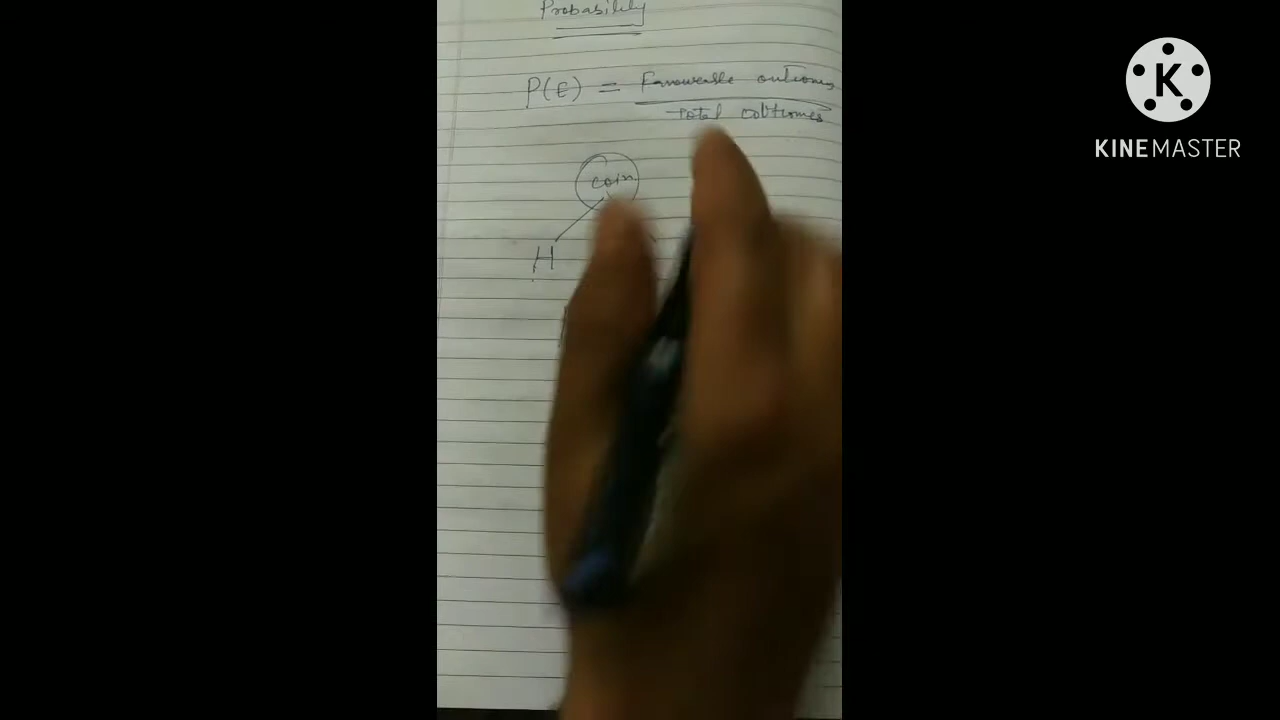 Probability
P(E) = Favourable outcomes
total outcomes
coin
H
K
KINEMASTER